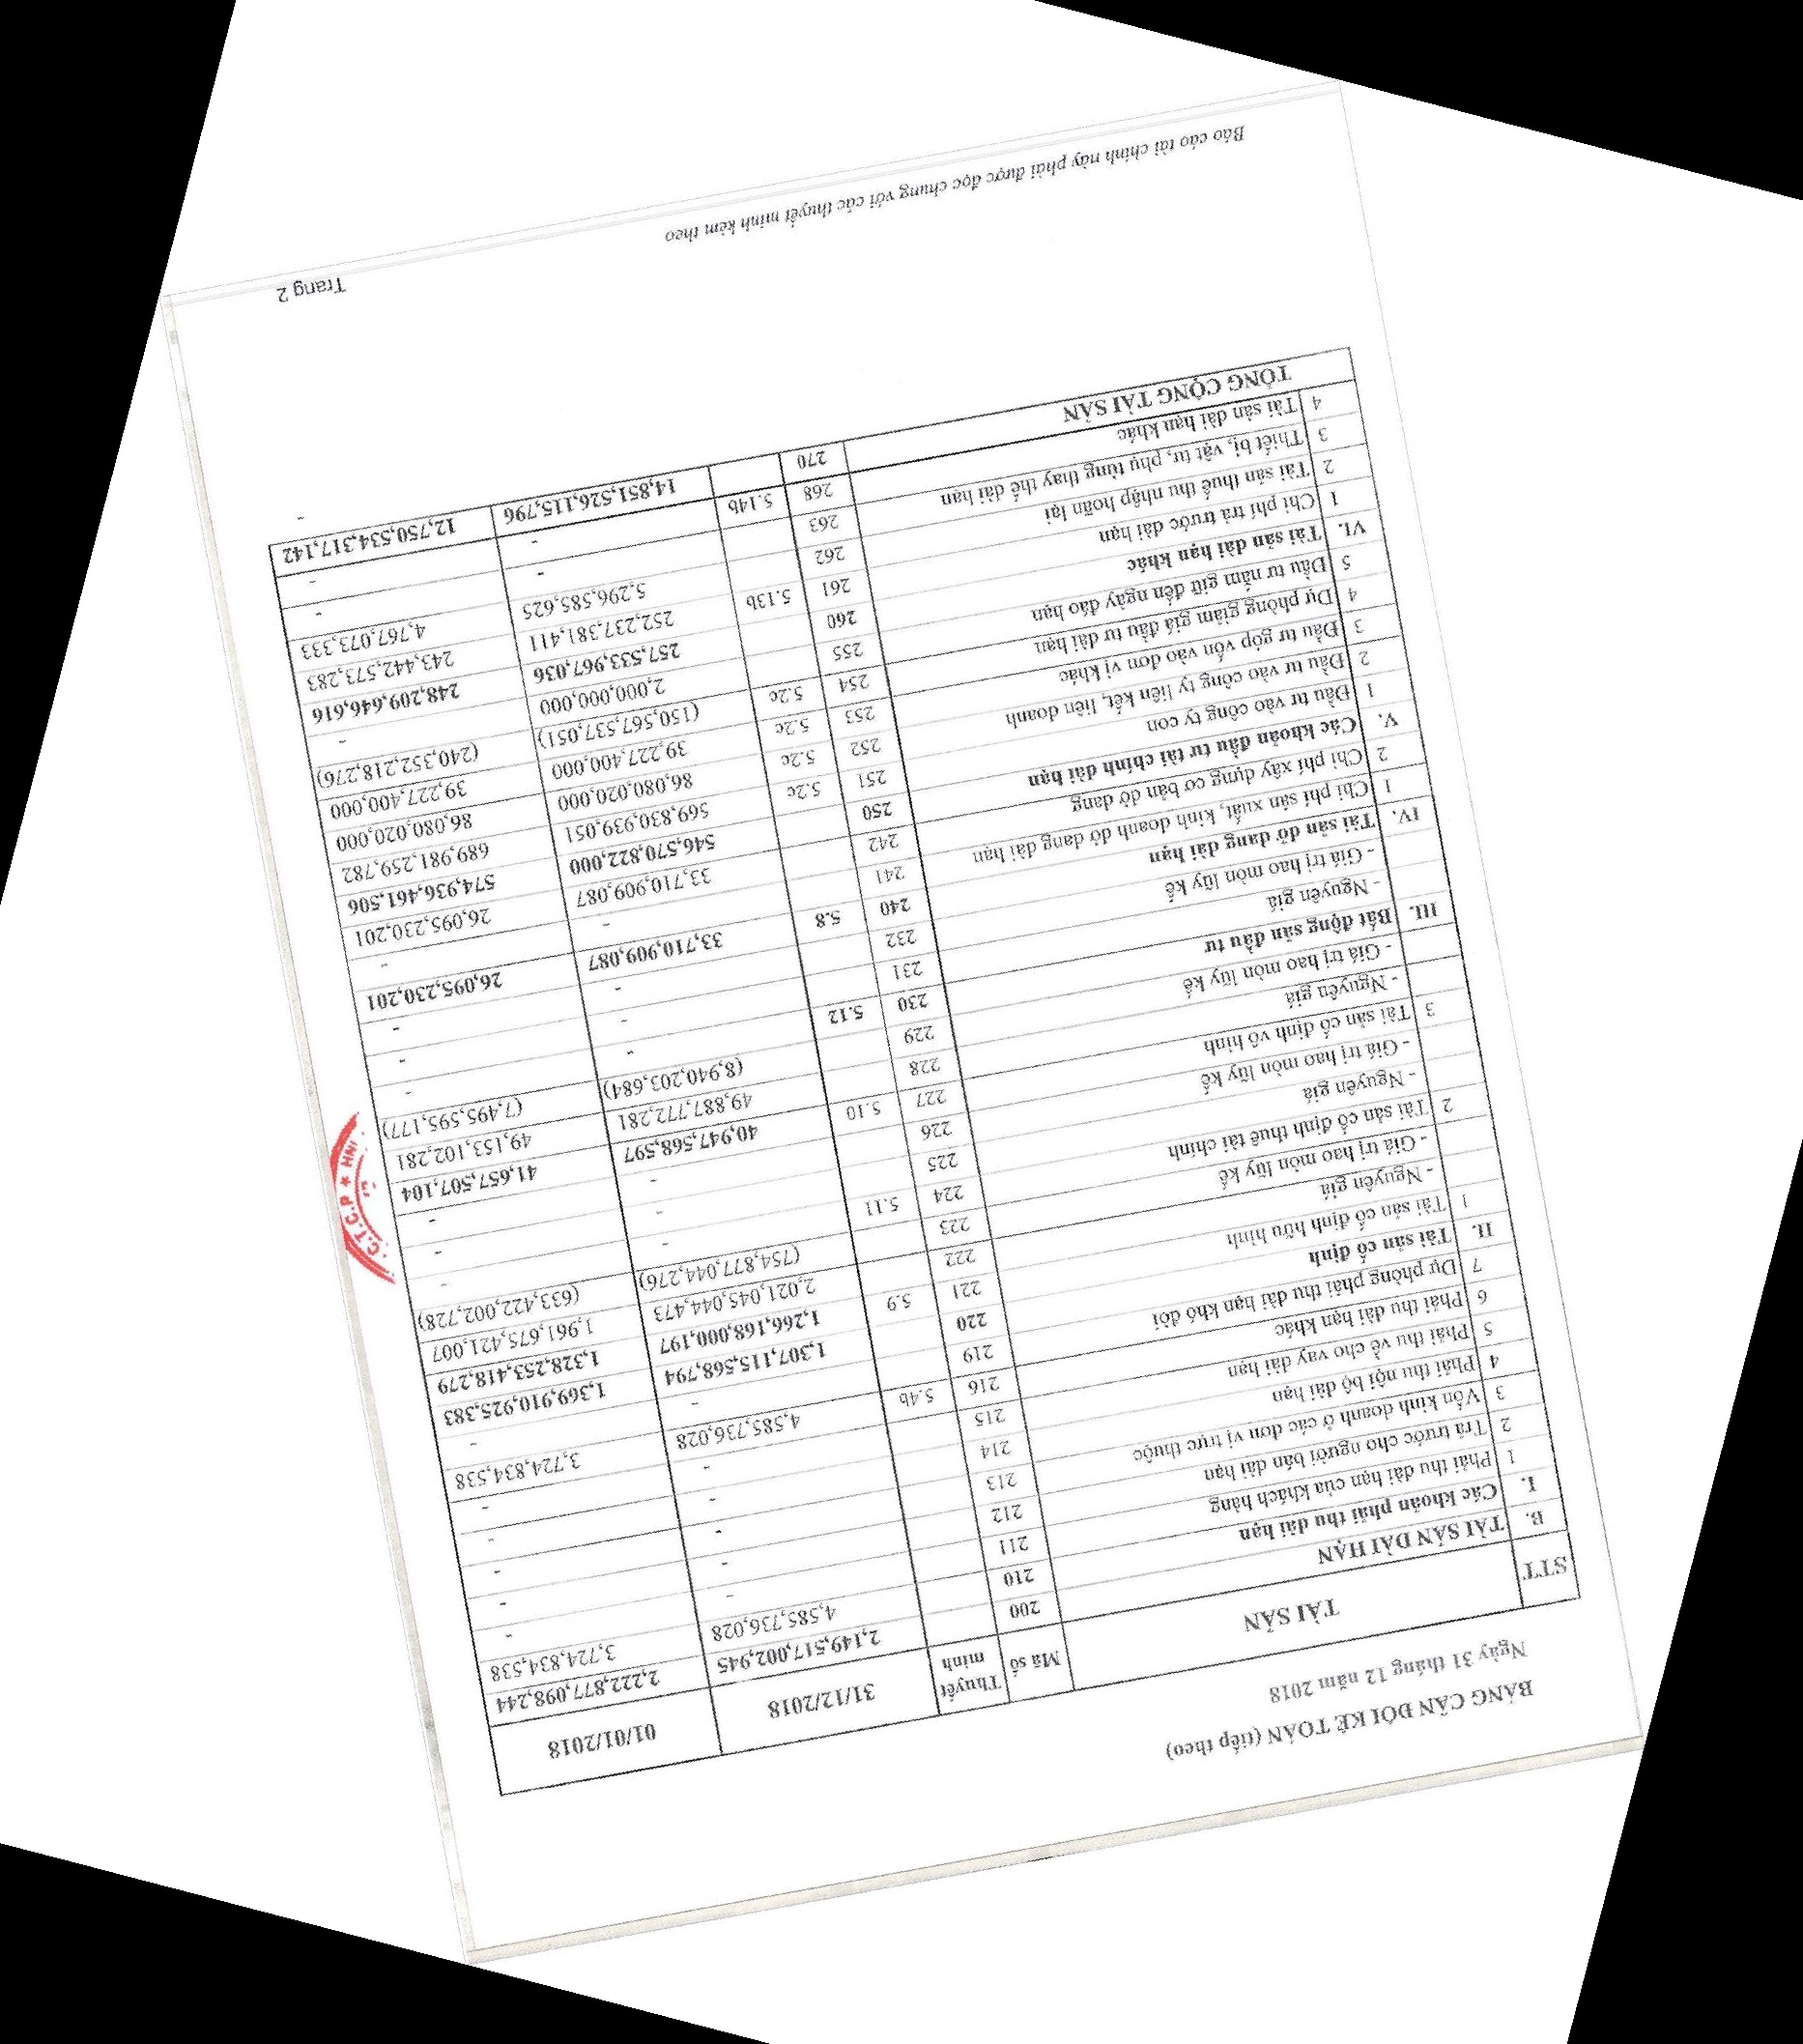 BẢNG CÂN ĐỐI KẾ TOÁN (tiếp theo)
Ngày 31 tháng 12 năm 2018
STT TÀI SẢN Mã số Thuyết minh 31/12/2018 01/01/2018
B. TÀI SẢN DÀI HẠN 200 2,149,517,002,945 2,222,877,098,244
I. Các khoản phải thu dài hạn 210 4,585,736,028 3,724,834,538
1 Phải thu dài hạn của khách hàng 211 - -
2 Trả trước cho người bán dài hạn 212 - -
3 Vốn kinh doanh ở các đơn vị trực thuộc 213 - -
4 Phải thu nội bộ dài hạn 214 - -
5 Phải thu về cho vay dài hạn 215 - -
6 Phải thu dài hạn khác 216 5.4b 4,585,736,028 3,724,834,538
7 Dự phòng phải thu dài hạn khó đòi 219 - -
II. Tài sản cố định 220 1,307,115,568,794 1,369,910,925,383
1 Tài sản cố định hữu hình 221 5.9 1,266,168,000,197 1,328,253,418,279
- Nguyên giá 222 2,021,045,044,473 1,961,675,421,007
- Giá trị hao mòn lũy kế 223 (754,877,044,276) (633,422,002,728)
2 Tài sản cố định thuê tài chính 224 5.11 - -
- Nguyên giá 225 - -
- Giá trị hao mòn lũy kế 226 - -
3 Tài sản cố định vô hình 227 5.10 40,947,568,597 41,657,507,104
- Nguyên giá 228 49,887,772,281 49,153,102,281
- Giá trị hao mòn lũy kế 229 (8,940,203,684) (7,495,595,177)
III. Bất động sản đầu tư 230 5.12 - -
- Nguyên giá 231 - -
- Giá trị hao mòn lũy kế 232 - -
IV. Tài sản dở dang dài hạn 240 5.8 33,710,909,087 26,095,230,201
1 Chi phí sản xuất, kinh doanh dở dang dài hạn 241 - -
2 Chi phí xây dựng cơ bản dở dang 242 33,710,909,087 26,095,230,201
V. Các khoản đầu tư tài chính dài hạn 250 546,570,822,000 574,936,461,506
1 Đầu tư vào công ty con 251 5.2c 569,830,939,051 689,981,259,782
2 Đầu tư vào công ty liên kết, liên doanh 252 5.2c 86,080,020,000 86,080,020,000
3 Đầu tư góp vốn vào đơn vị khác 253 5.2c 39,227,400,000 39,227,400,000
4 Dự phòng giảm giá đầu tư dài hạn 254 5.2c (150,567,537,051) (240,352,218,276)
5 Đầu tư nắm giữ đến ngày đáo hạn 255 2,000,000,000 -
VI. Tài sản dài hạn khác 260 257,533,967,036 248,209,646,616
1 Chi phí trả trước dài hạn 261 5.13b 252,237,381,411 243,442,573,283
2 Tài sản thuế thu nhập hoãn lại 262 5,296,585,625 4,767,073,333
3 Thiết bị, vật tư, phụ tùng thay thế dài hạn 263 - -
4 Tài sản dài hạn khác 268 5.14b - -
TỔNG CỘNG TÀI SẢN 270 14,851,526,115,796 12,750,534,317,142
-
C.T.C.P ★ HNI
Trang 2
Báo cáo tài chính này phải được đọc chung với các thuyết minh kèm theo